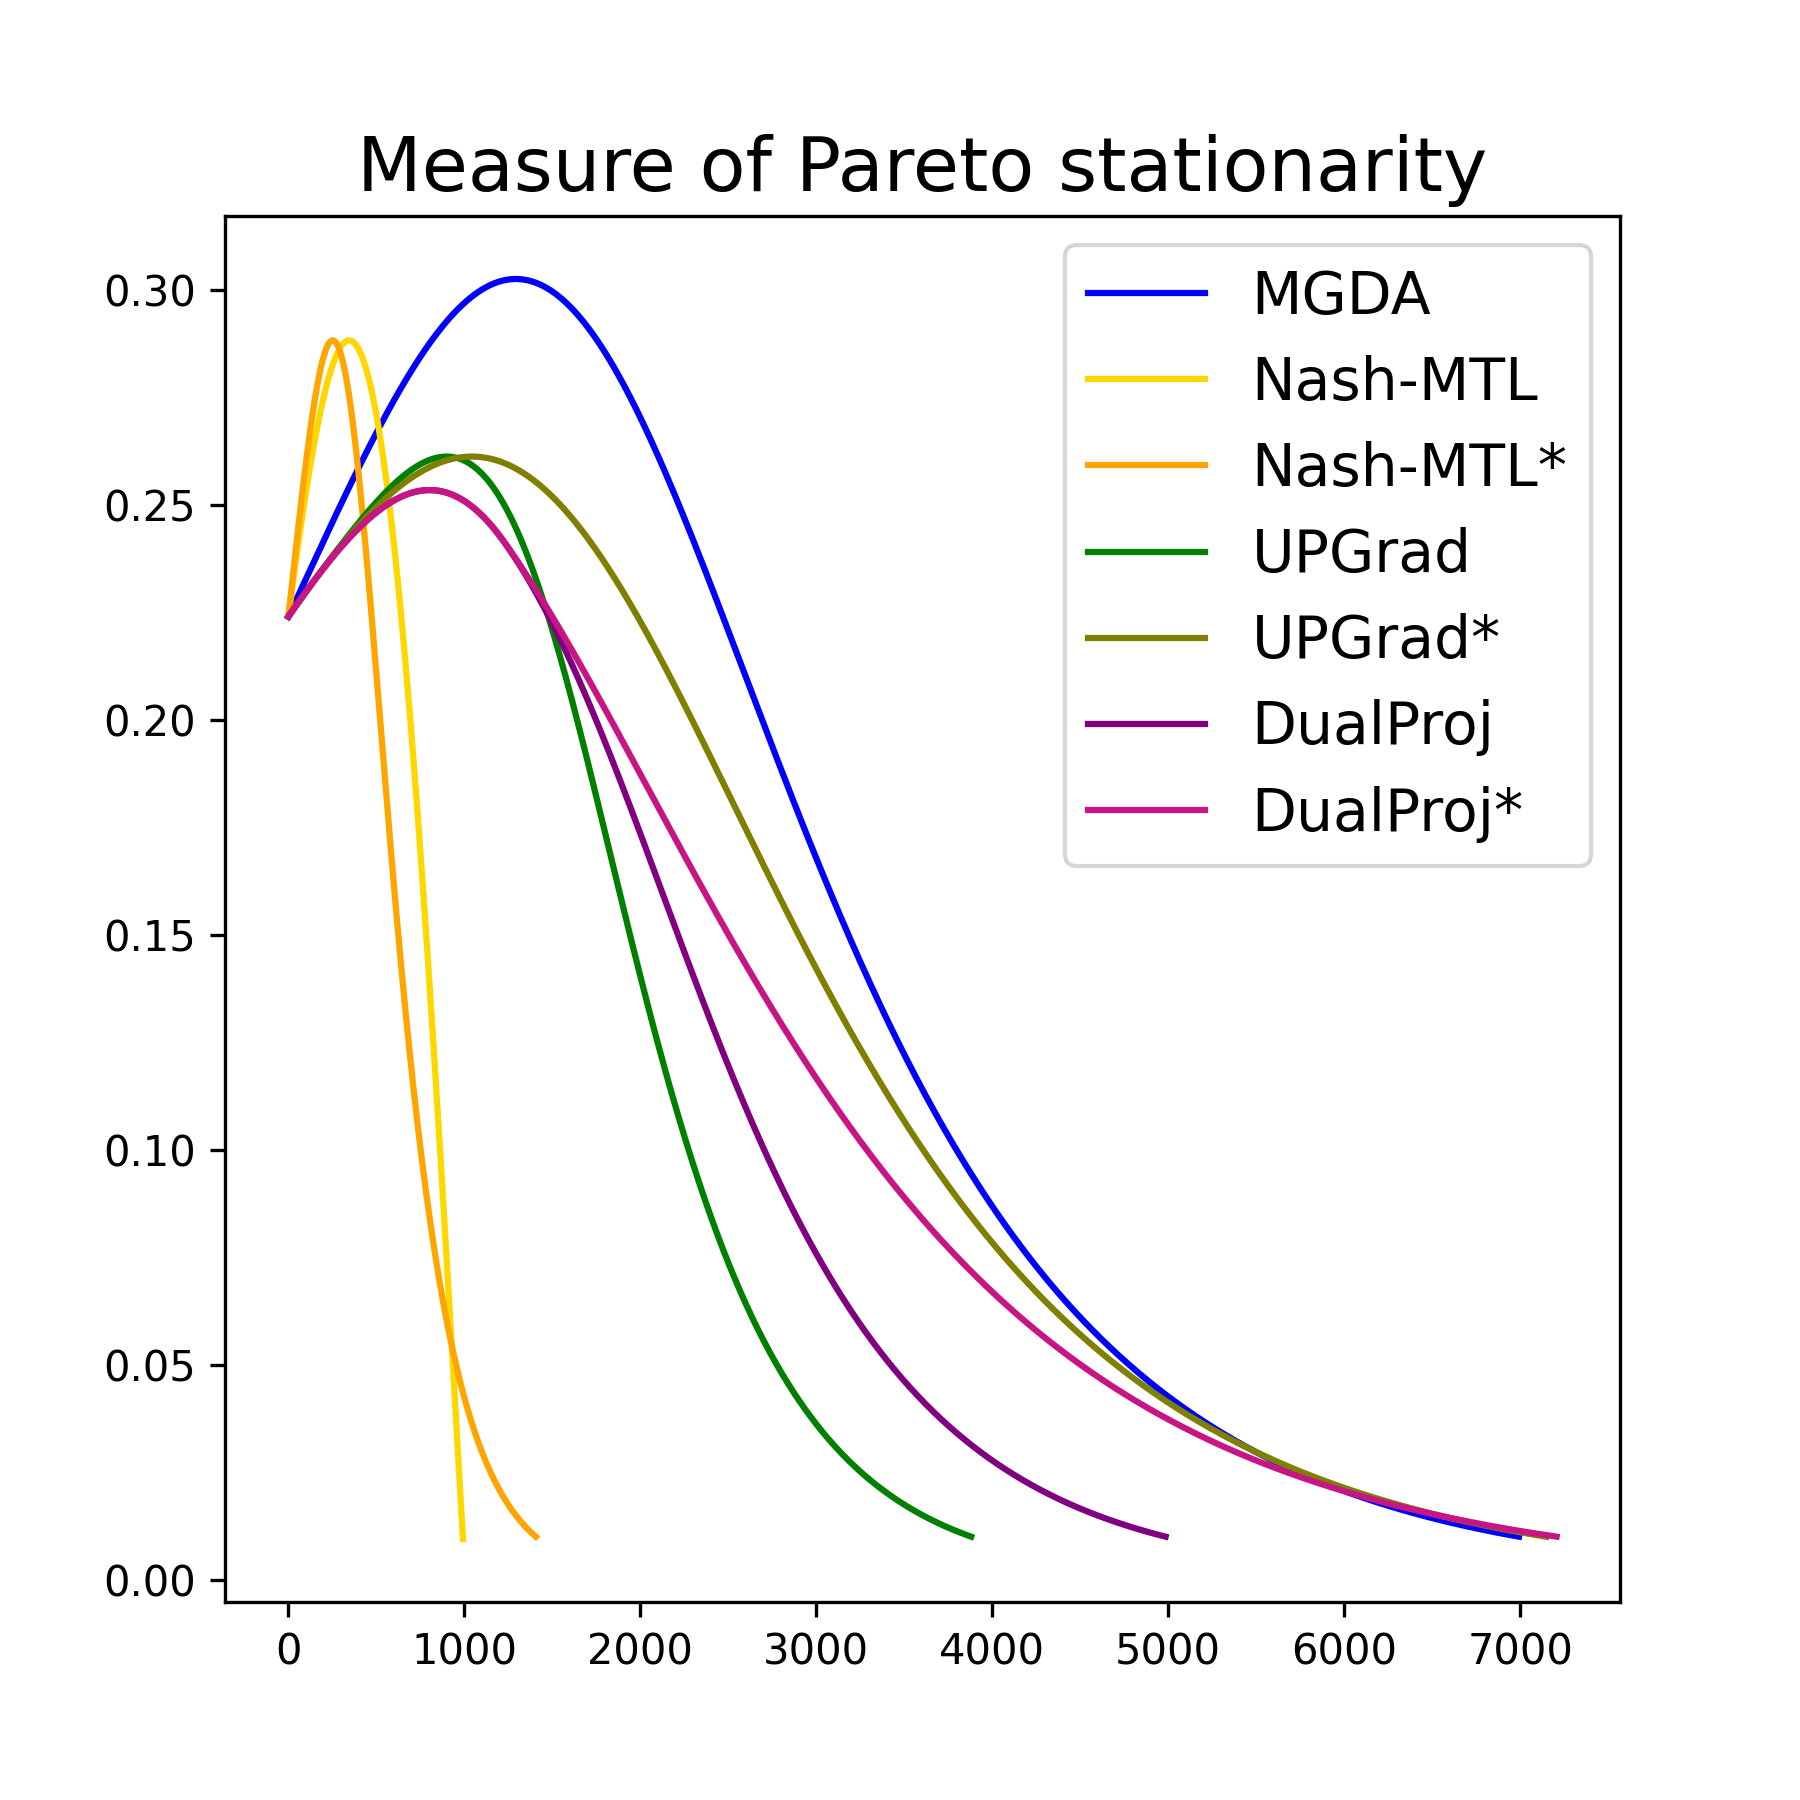 Measure of Pareto stationarity
MGDA
Nash-MTL
Nash-MTL*
UPGrad
UPGrad*
DualProj
DualProj*
0.30
0.25
0.20
0.15
0.10
0.05
0.00
0 1000 2000 3000 4000 5000 6000 7000